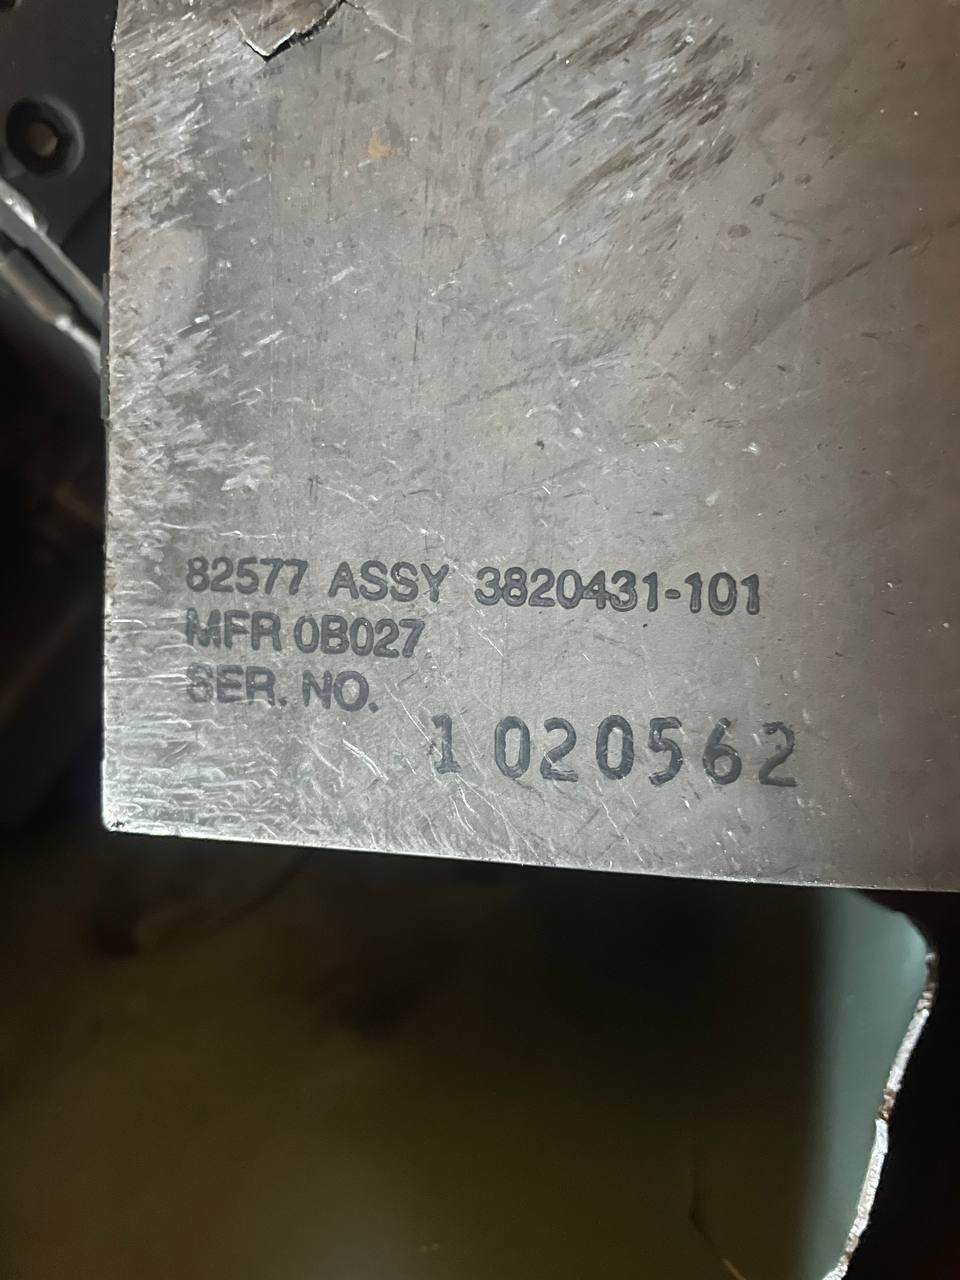 82577 ASSY 3820431-101
MFR 0B027
SER. NO.
1 020562